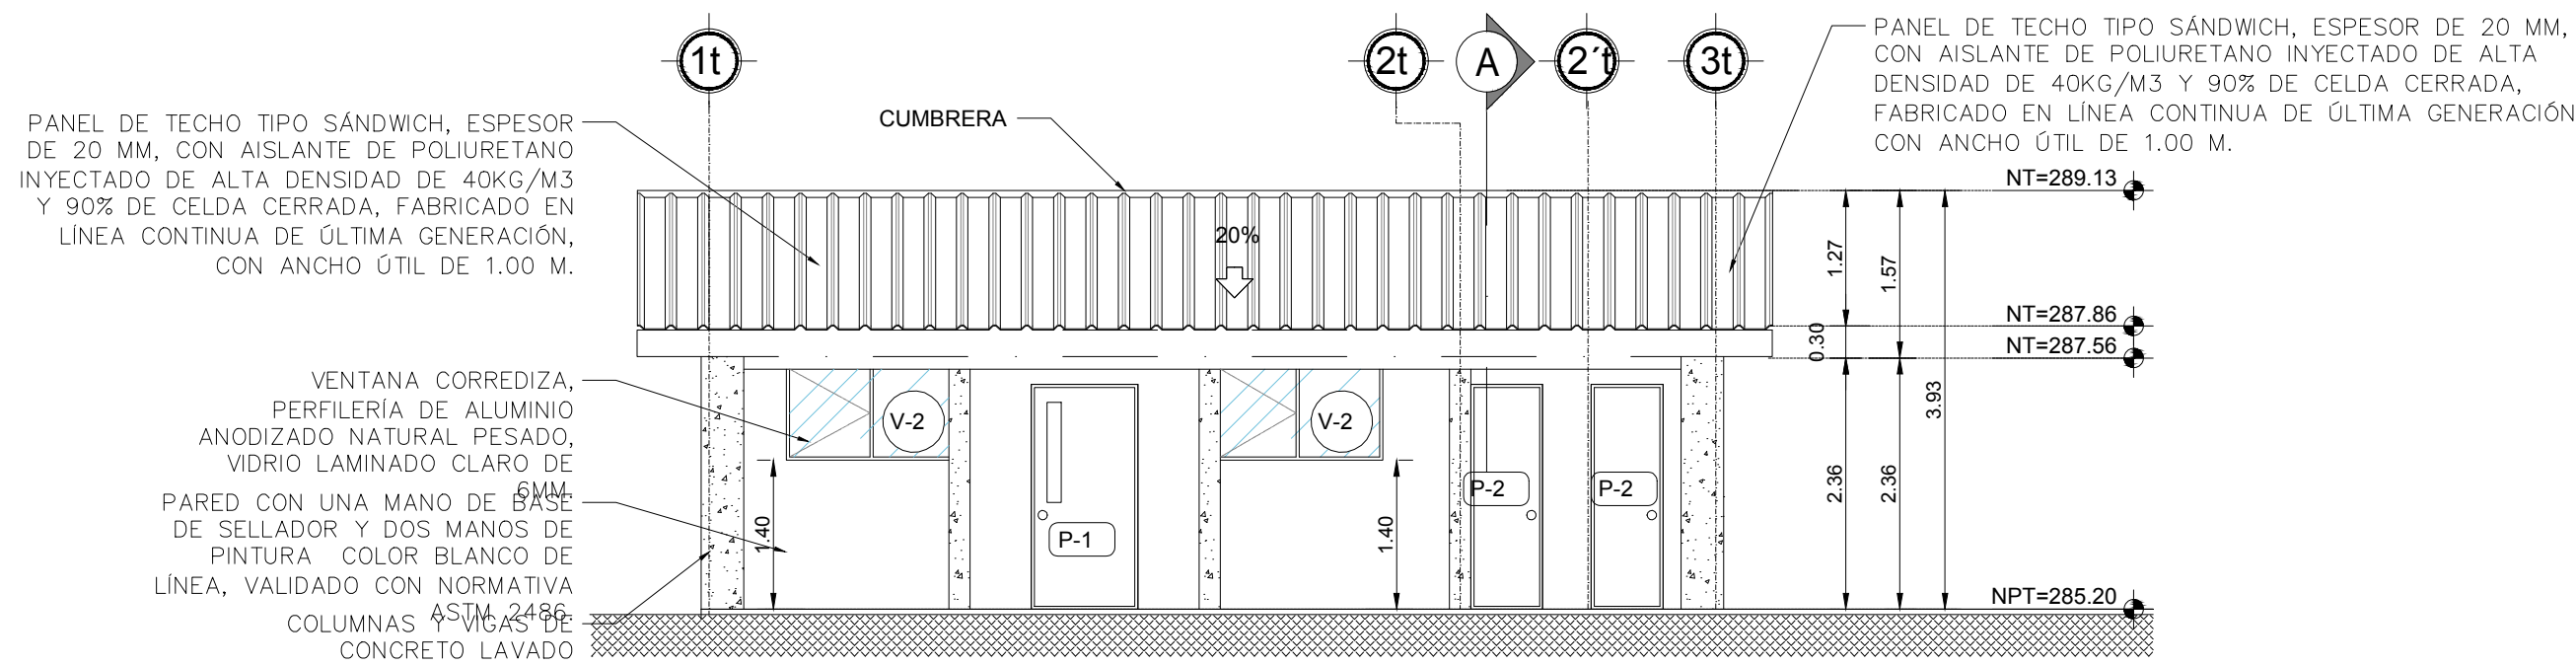 1t
2t
A
2´t
3t
PANEL DE TECHO TIPO SÁNDWICH, ESPESOR DE 20 MM,
CON AISLANTE DE POLIURETANO INYECTADO DE ALTA
DENSIDAD DE 40KG/M3 Y 90% DE CELDA CERRADA,
FABRICADO EN LÍNEA CONTINUA DE ÚLTIMA GENERACIÓN
CON ANCHO ÚTIL DE 1.00 M.
PANEL DE TECHO TIPO SÁNDWICH, ESPESOR
DE 20 MM, CON AISLANTE DE POLIURETANO
INYECTADO DE ALTA DENSIDAD DE 40KG/M3
Y 90% DE CELDA CERRADA, FABRICADO EN
LÍNEA CONTINUA DE ÚLTIMA GENERACIÓN,
CON ANCHO ÚTIL DE 1.00 M.
CUMBRERA
20%
NT=289.13
NT=287.86
NT=287.56
NPT=285.20
1.27
1.57
0.30
3.93
2.36
2.36
VENTANA CORREDIZA,
PERFILERÍA DE ALUMINIO
ANODIZADO NATURAL PESADO,
VIDRIO LAMINADO CLARO DE
6MM.
PARED CON UNA MANO DE BASE
DE SELLADOR Y DOS MANOS DE
PINTURA COLOR BLANCO DE
LÍNEA, VALIDADO CON NORMATIVA
ASTM 2486.
COLUMNAS Y VIGAS DE
CONCRETO LAVADO
V-2
V-2
1.40
1.40
P-1
P-2
P-2